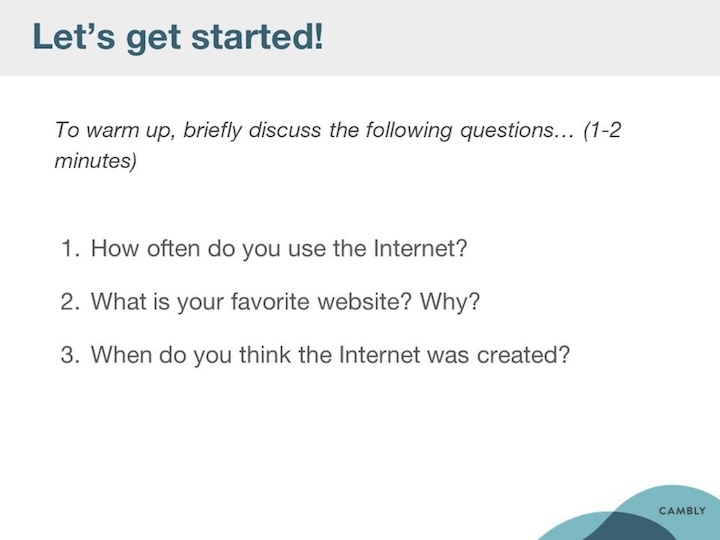 Let’s get started!
To warm up, briefly discuss the following questions… (1-2
minutes)
1. How often do you use the Internet?
2. What is your favorite website? Why?
3. When do you think the Internet was created?
CAMBLY